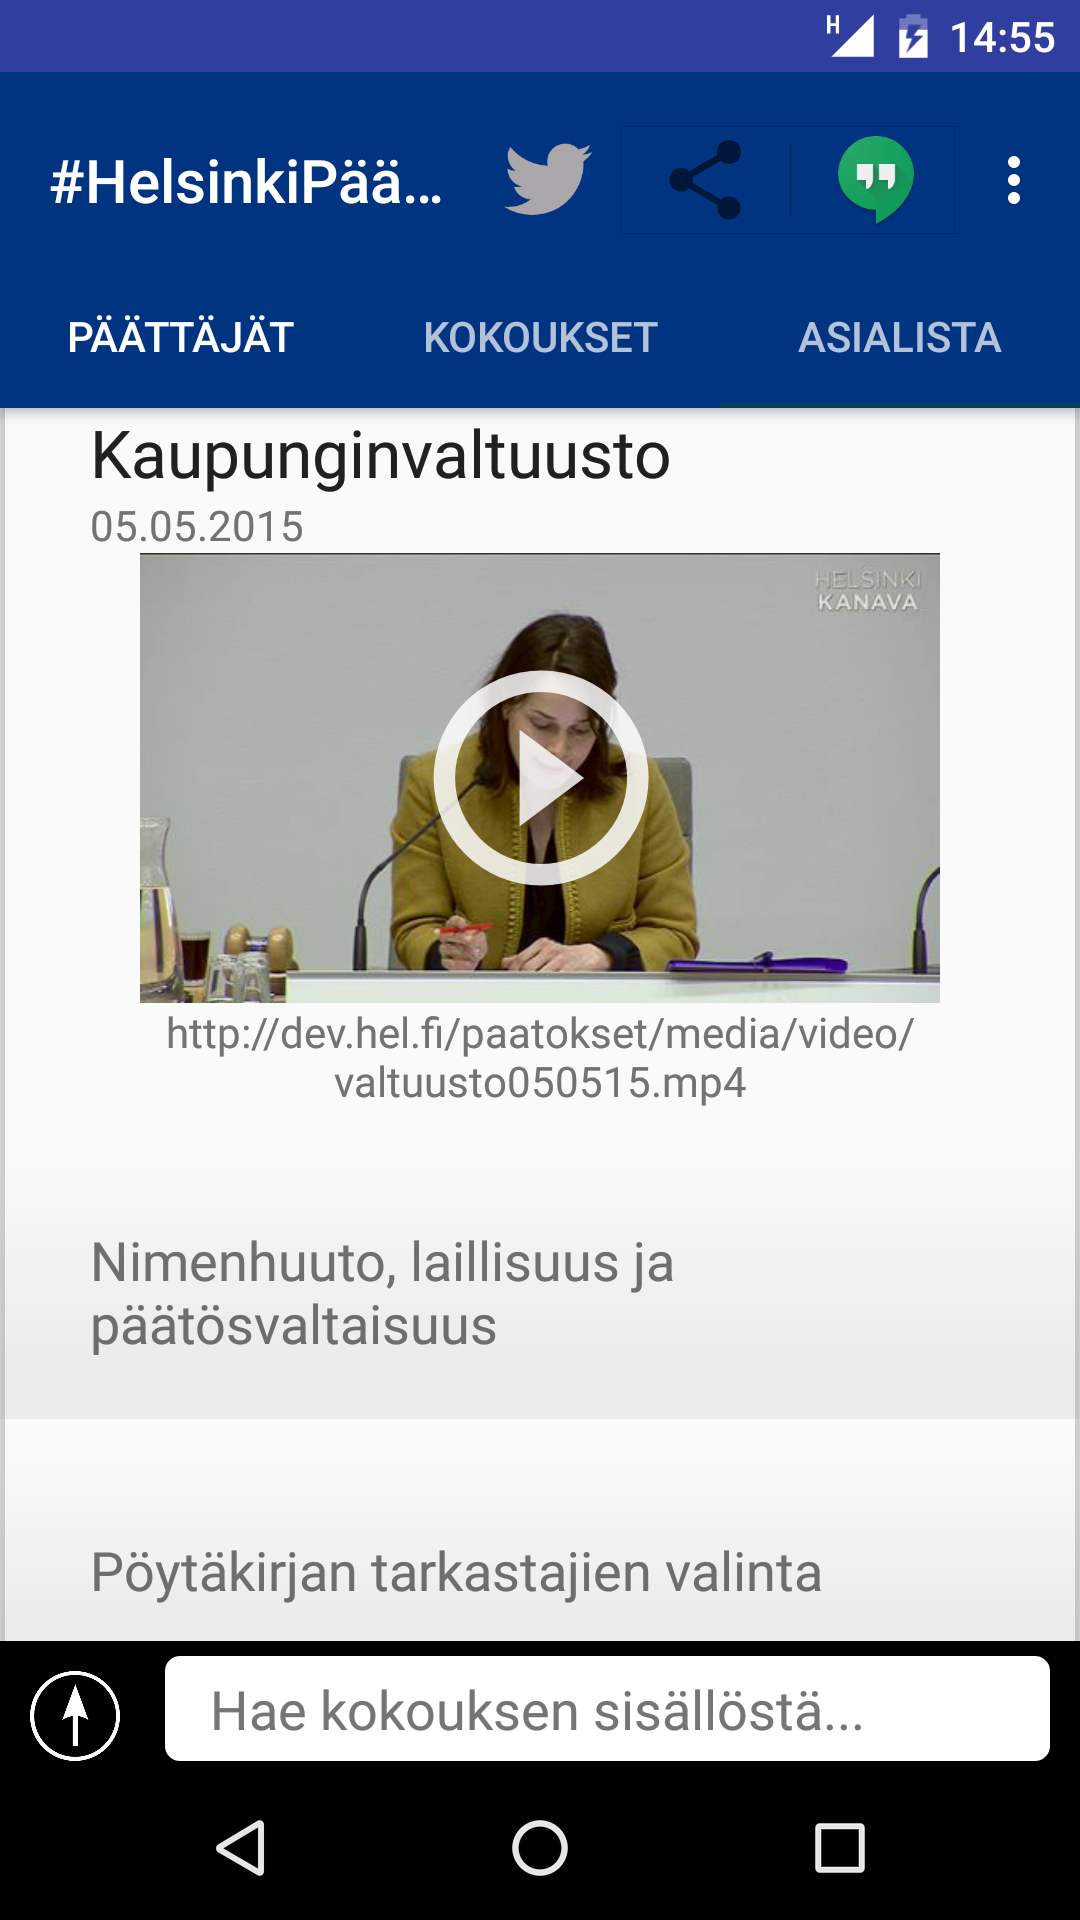 H 14:55
#HelsinkiPää...
PÄÄTTÄJÄT KOKOUKSET ASIALISTA
Kaupunginvaltuusto
05.05.2015
HELSINKI
KANAVA
http://dev.hel.fi/paatokset/media/video/
valtuusto050515.mp4
Nimenhuuto, laillisuus ja
päätösvaltaisuus
Pöytäkirjan tarkastajien valinta
Hae kokouksen sisällöstä...